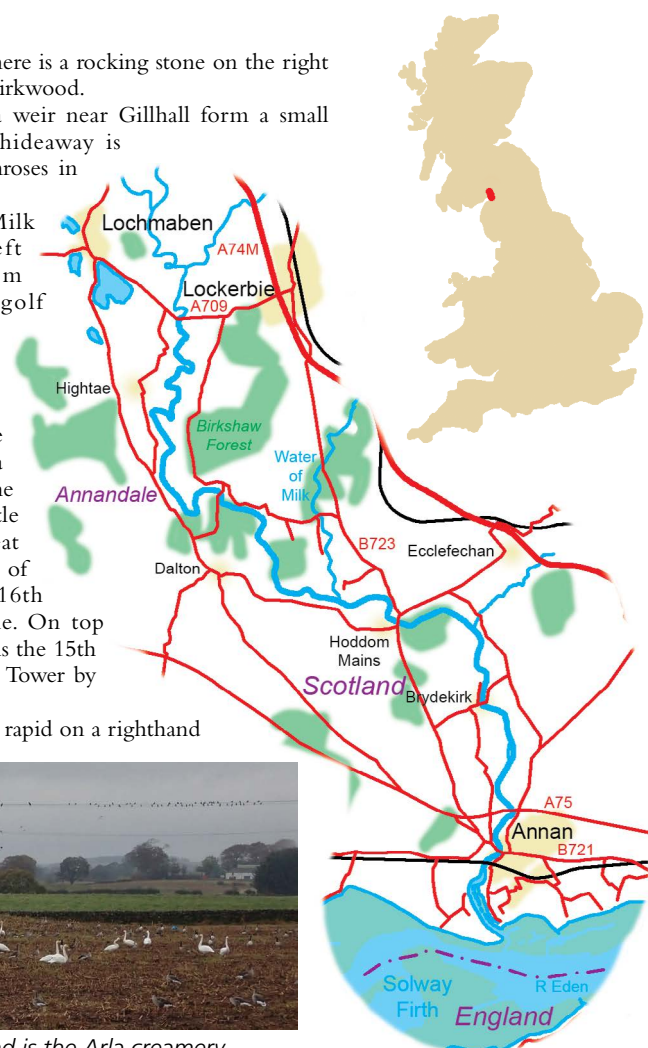 here is a rocking stone on the right
irkwood.
weir near Gillhall form a small
hideaway is
roses in
Milk
eft
m
golf
ne
tle
eat
of
16th
e. On top
s the 15th
Tower by
rapid on a righthand
Lochmaben
A74M
Lockerbie
A709
Hightae
Birkshaw
Forest
Water
of
Milk
Annandale
B723
Ecclefechan
Dalton
Hoddom
Mains
Scotland
Brydekirk
A75
Annan
B721
Solway
Firth
R Eden
England
d is the Arla creamery